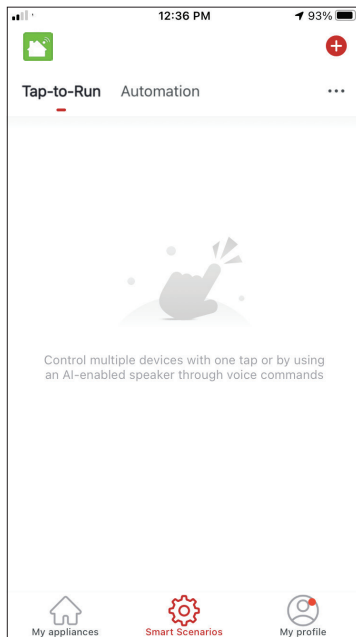 12:36 PM
93%
Tap-to-Run Automation
Control multiple devices with one tap or by using
an AI-enabled speaker through voice commands
My appliances Smart Scenarios My profile